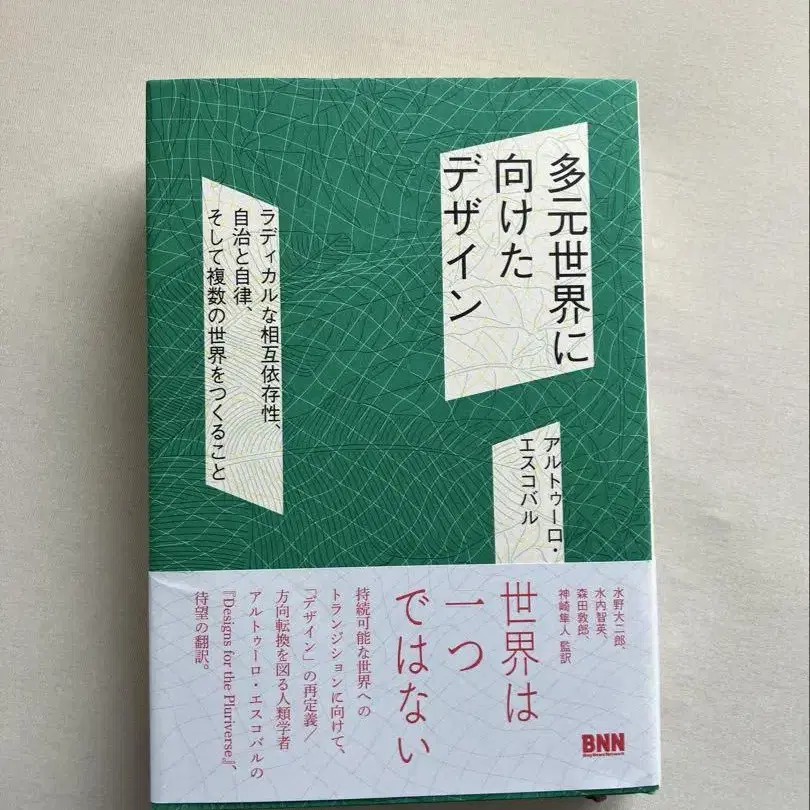 多元世界に
向けた
デザイン
ラディカルな相互依存性、
自治と自律、
そして複数の世界をつくること
アルトゥーロ・
エスコバル
水野大二郎、
水内智英、
森田敦郎、
神崎隼人 監訳
世界は
一つ
ではない
持続可能な世界への
トランジションに向けて、
「デザイン」の再定義／
方向転換を図る人類学者
アルトゥーロ・エスコバルの
『Designs for the Pluriverse』、
待望の翻訳。
BNN